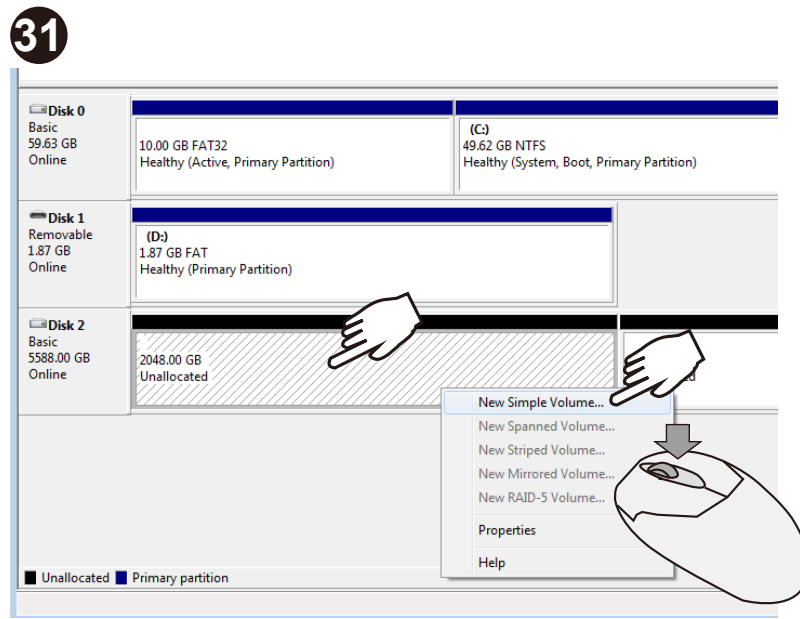 31
Disk 0
Basic
59.63 GB
Online
10.00 GB FAT32
Healthy (Active, Primary Partition)
(C:)
49.62 GB NTFS
Healthy (System, Boot, Primary Partition)
Disk 1
Removable
1.87 GB
Online
(D:)
1.87 GB FAT
Healthy (Primary Partition)
Disk 2
Basic
5588.00 GB
Online
2048.00 GB
Unallocated
New Simple Volume...
New Spanned Volume...
New Striped Volume...
New Mirrored Volume...
New RAID-5 Volume...
Properties
Help
Unallocated Primary partition